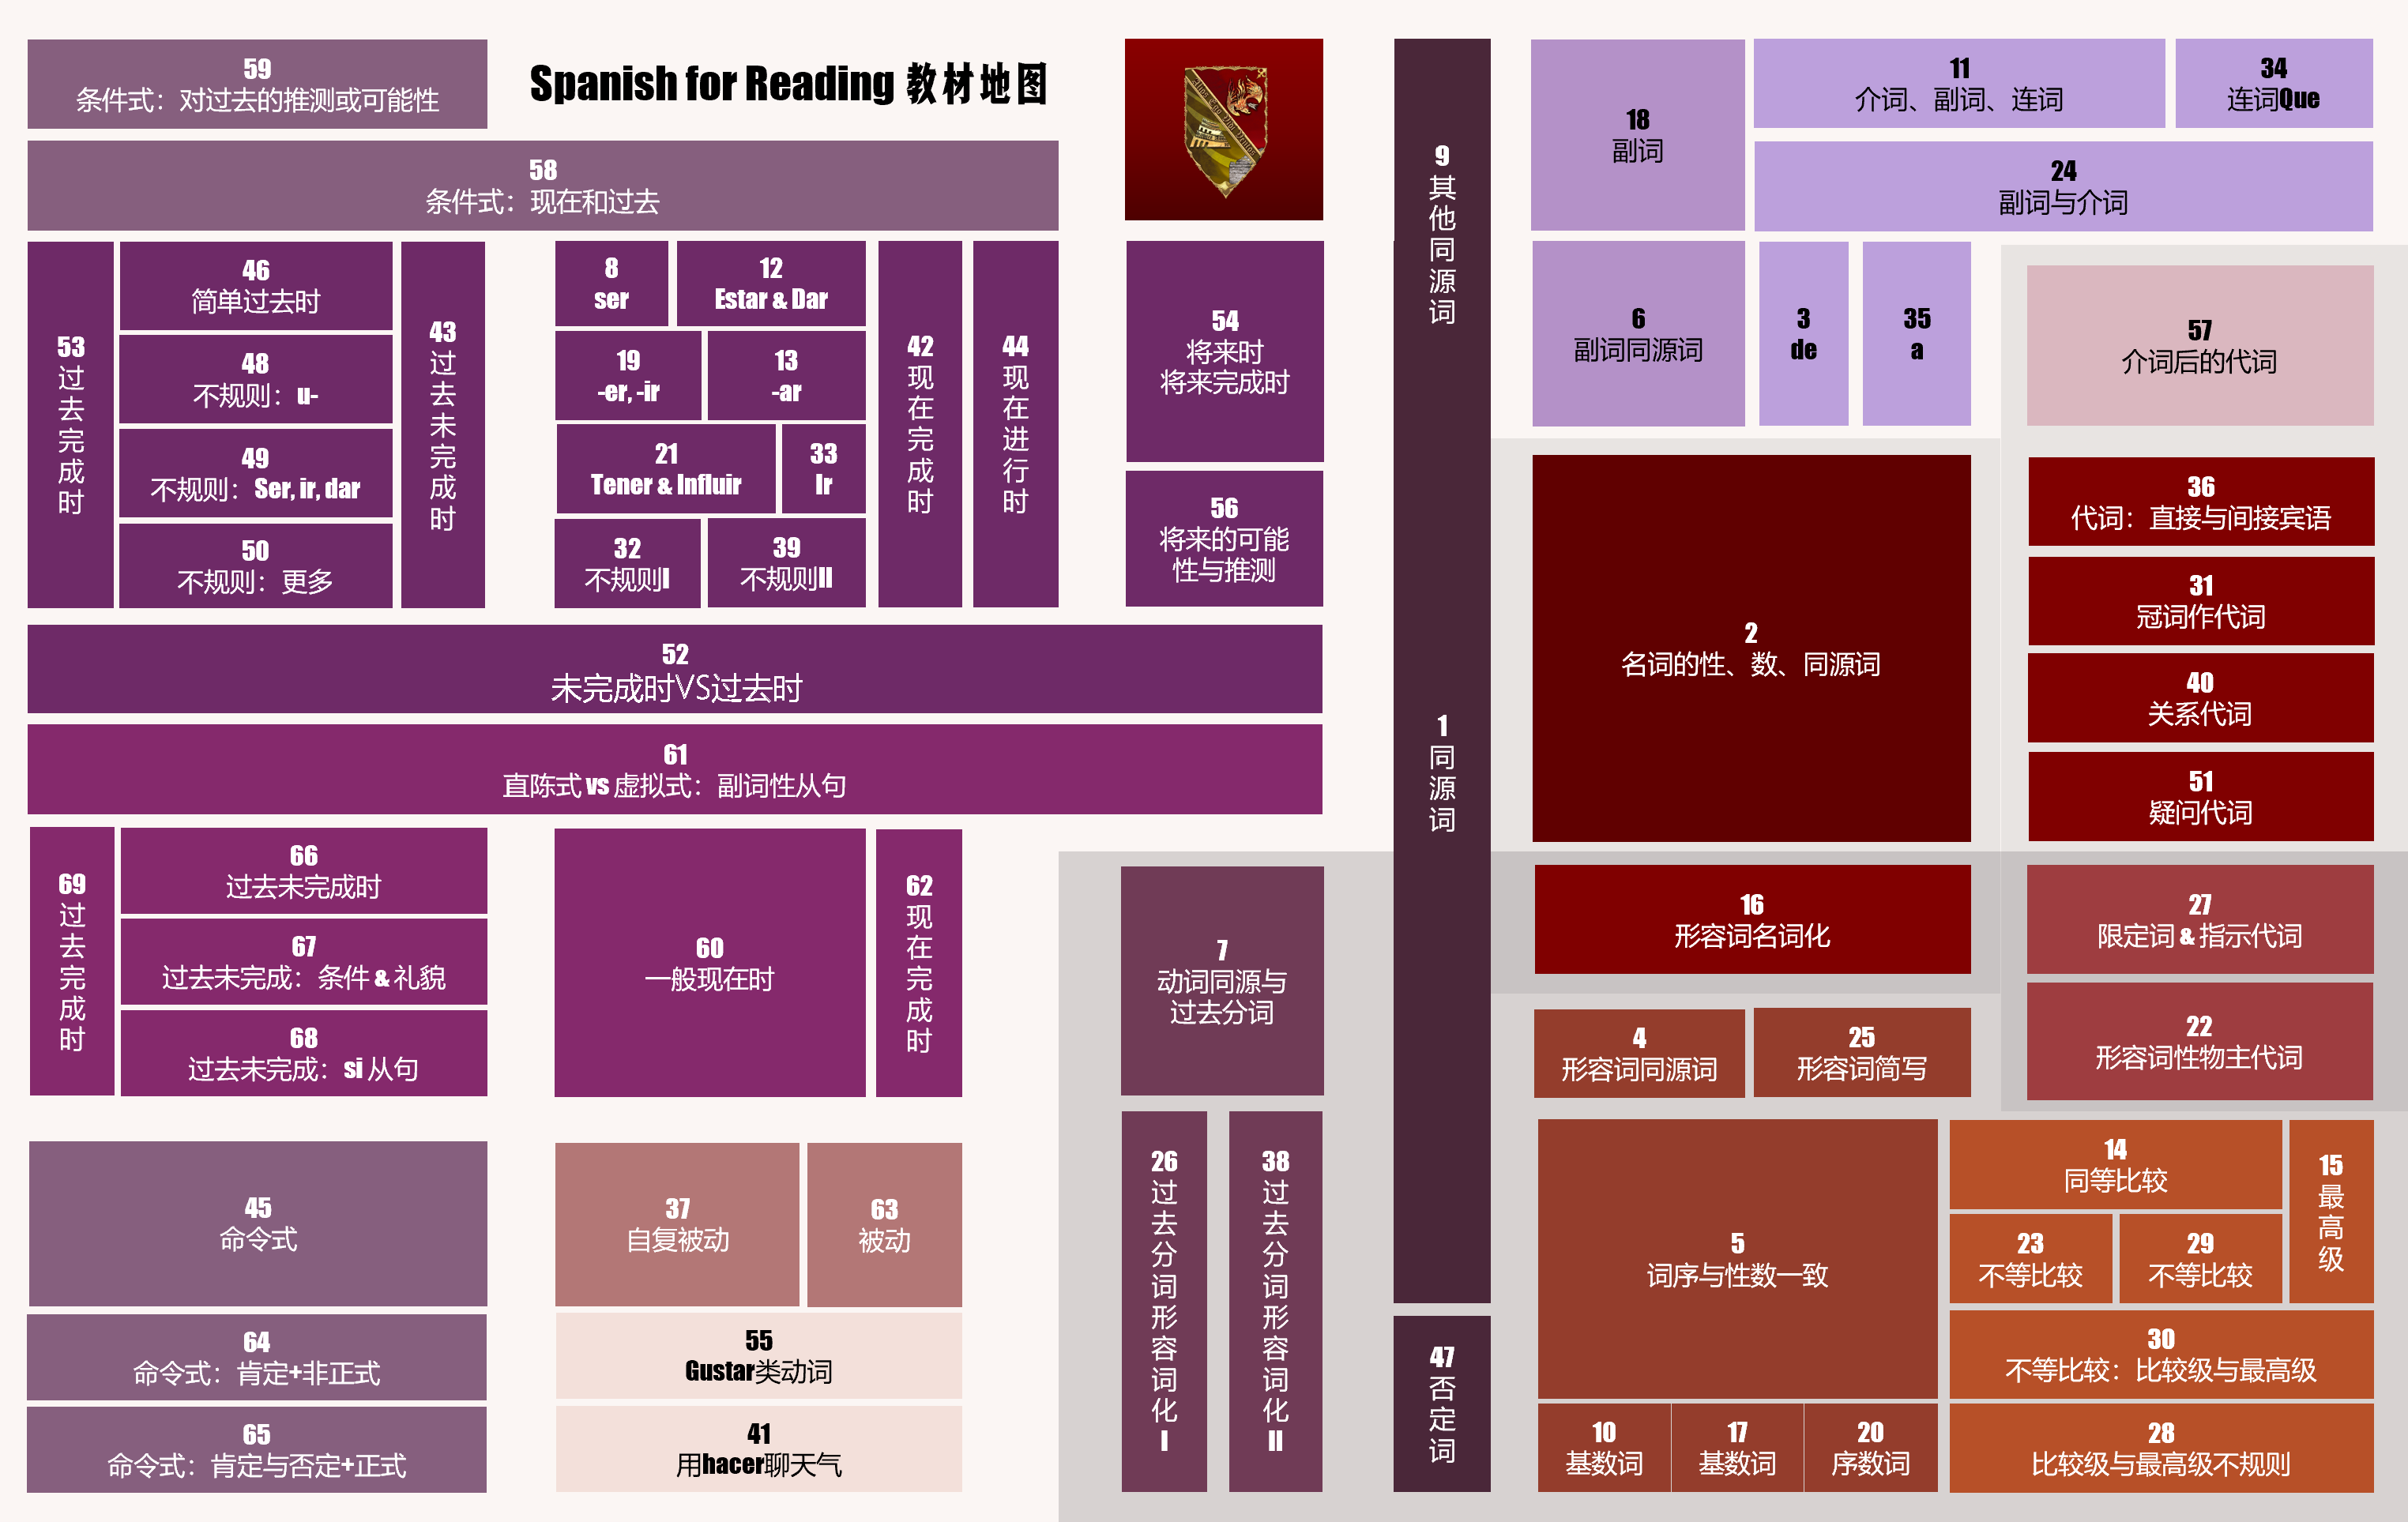 Spanish for Reading 教材地图
59
条件式：对过去的推测或可能性
58
条件式：现在和过去
53
过去完成时
46
简单过去时
48
不规则：u-
49
不规则：Ser, ir, dar
50
不规则：更多
43
过去未完成时
8
ser
12
Estar & Dar
19
-er, -ir
13
-ar
21
Tener & Influir
33
Ir
32
不规则I
39
不规则II
42
现在完成时
44
现在进行时
54
将来时
将来完成时
56
将来的可能
性与推测
52
未完成时VS过去时
61
直陈式 vs 虚拟式：副词性从句
69
过去完成时
66
过去未完成时
67
过去未完成：条件 & 礼貌
68
过去未完成：si 从句
60
一般现在时
62
现在完成时
45
命令式
64
命令式：肯定+非正式
65
命令式：肯定与否定+正式
37
自复被动
63
被动
55
Gustar类动词
41
用hacer聊天气
7
动词同源与
过去分词
26
过去分词形容词化I
38
过去分词形容词化II
9
其他同源词
1
同源词
47
否定词
18
副词
11
介词、副词、连词
34
连词Que
24
副词与介词
6
副词同源词
3
de
35
a
57
介词后的代词
2
名词的性、数、同源词
36
代词：直接与间接宾语
31
冠词作代词
40
关系代词
51
疑问代词
16
形容词名词化
27
限定词 & 指示代词
4
形容词同源词
25
形容词简写
22
形容词性物主代词
5
词序与性数一致
14
同等比较
15
最高级
23
不等比较
29
不等比较
30
不等比较：比较级与最高级
10
基数词
17
基数词
20
序数词
28
比较级与最高级不规则